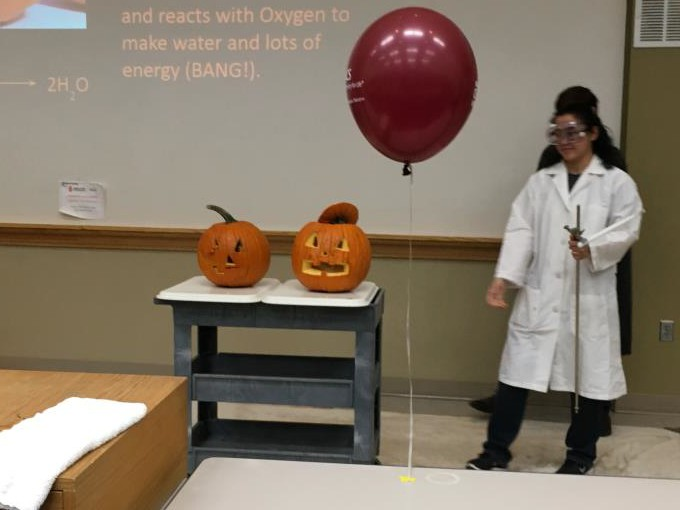 and reacts with Oxygen to
make water and lots of
energy (BANG!).
2H₂O